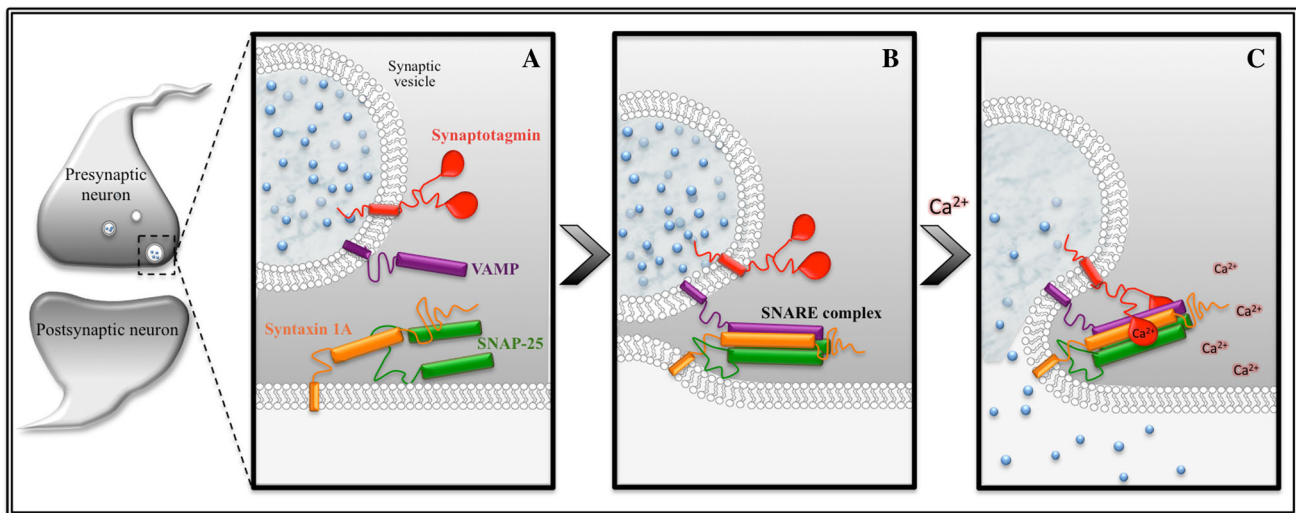 Presynaptic
neuron
Postsynaptic neuron
A
Synaptic
vesicle
Synaptotagmin
VAMP
Syntaxin 1A
SNAP-25
B
SNARE complex
Ca²⁺
C
Ca²⁺
Ca²⁺
Ca²⁺
Ca²⁺
Ca²⁺